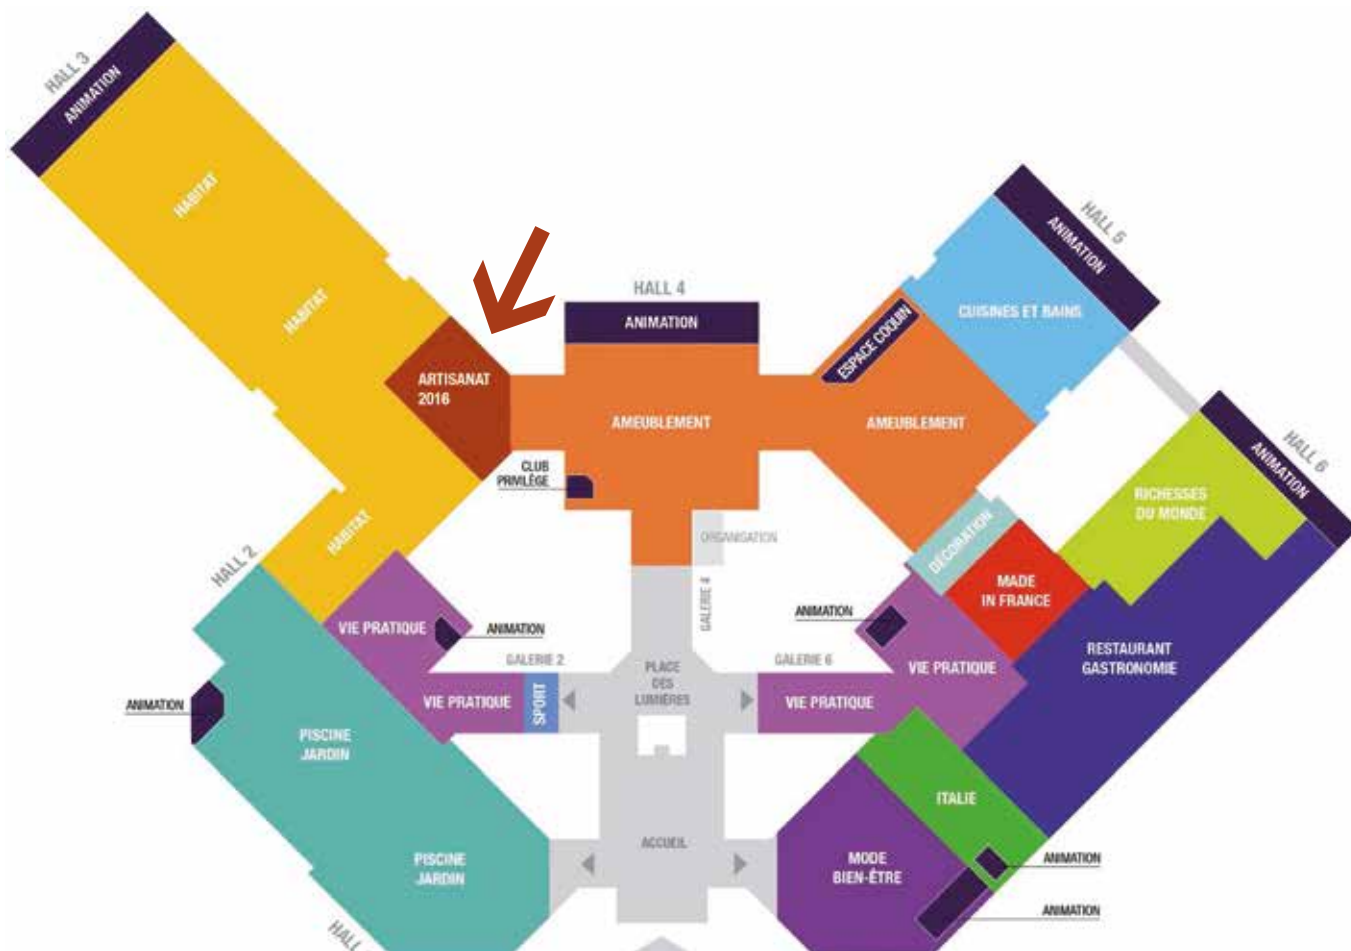 HALL 3
ANIMATION
HABITAT
HABITAT
HALL 5
ANIMATION
HALL 4
ANIMATION
CUISINES ET BAINS
ESPACE COQUIN
ARTISANAT
2016
AMEUBLEMENT
AMEUBLEMENT
HALL 6
ANIMATION
CLUB
PRIVILÈGE
RICHESSES
DU MONDE
HABITAT
ORGANISATION
DÉCORATION
HALL 2
MADE
IN FRANCE
GALERIE 4
VIE PRATIQUE
ANIMATION
ANIMATION
RESTAURANT
GASTRONOMIE
GALERIE 2
GALERIE 6
PLACE
DES
LUMIÈRES
VIE PRATIQUE
VIE PRATIQUE
SPORT
VIE PRATIQUE
ANIMATION
PISCINE
JARDIN
ITALIE
ACCUEIL
PISCINE
JARDIN
MODE
BIEN-ÊTRE
ANIMATION
ANIMATION
HALL